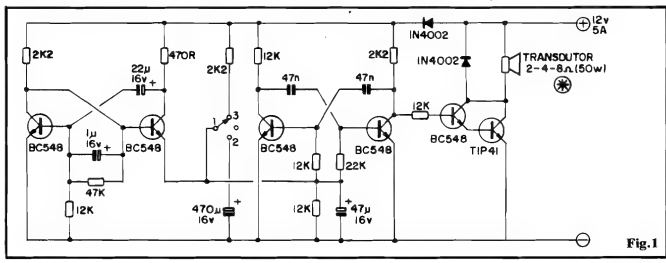 2K2
22µ
16v +
470R
2K2
12K
47n
47n
2K2
1N4002
1N4002
⊕ 12v
5A
TRANSDUTOR
2-4-8Ω (50w)
12K
BC548
1µ
16v +
BC548
1
3
2
BC548
12K
22K
BC548
BC548
TIP41
47K
12K
470µ
16v
+
12K
+
47µ
16v
⊖
Fig.1